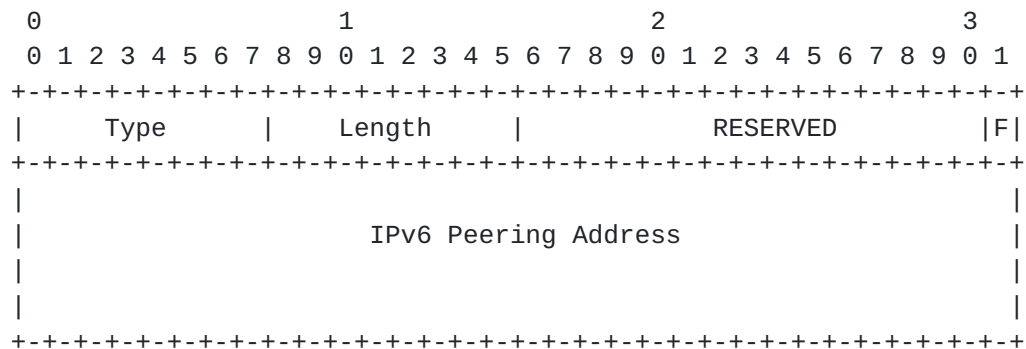 0                   1                   2                   3
 0 1 2 3 4 5 6 7 8 9 0 1 2 3 4 5 6 7 8 9 0 1 2 3 4 5 6 7 8 9 0 1
+-+-+-+-+-+-+-+-+-+-+-+-+-+-+-+-+-+-+-+-+-+-+-+-+-+-+-+-+-+-+-+-+
|     Type      |    Length     |            RESERVED         |F|
+-+-+-+-+-+-+-+-+-+-+-+-+-+-+-+-+-+-+-+-+-+-+-+-+-+-+-+-+-+-+-+-+
|                                                               |
|                      IPv6 Peering Address                     |
|                                                               |
|                                                               |
+-+-+-+-+-+-+-+-+-+-+-+-+-+-+-+-+-+-+-+-+-+-+-+-+-+-+-+-+-+-+-+-+